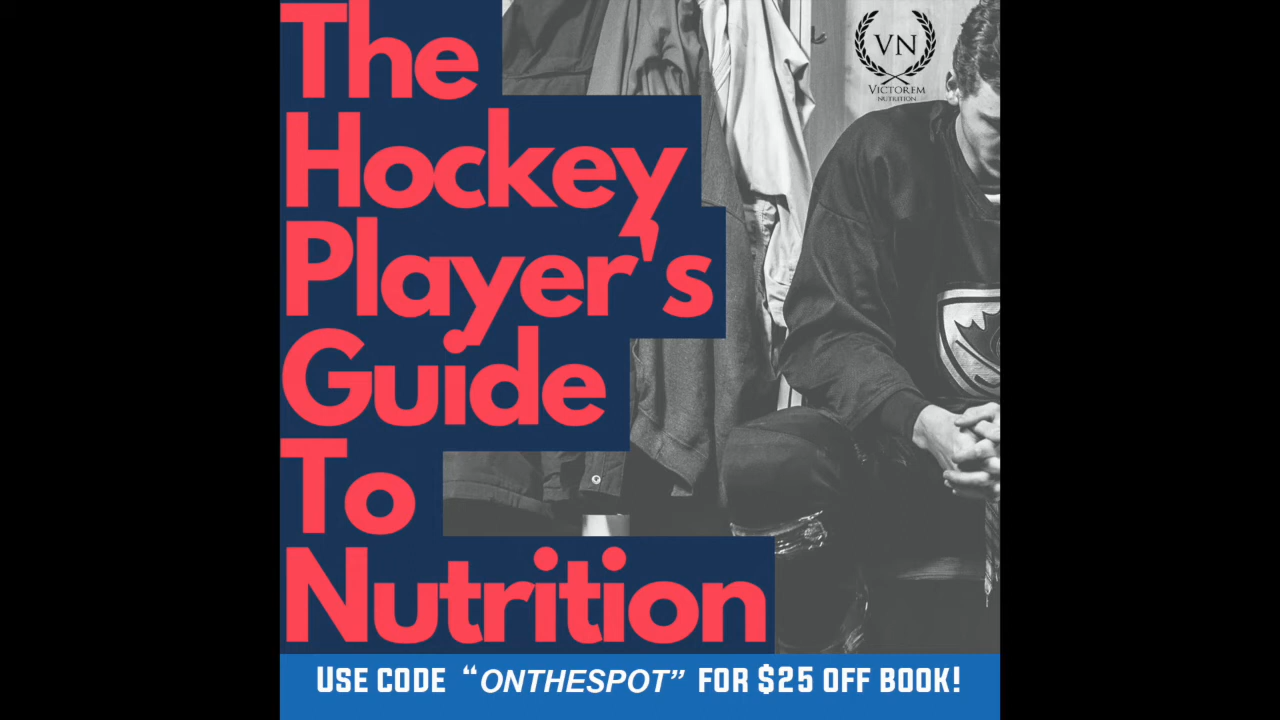 The
Hockey
Player's
Guide
To
Nutrition
VN
VICTOREM
NUTRITION
USE CODE “ONTHESPOT” FOR $25 OFF BOOK!